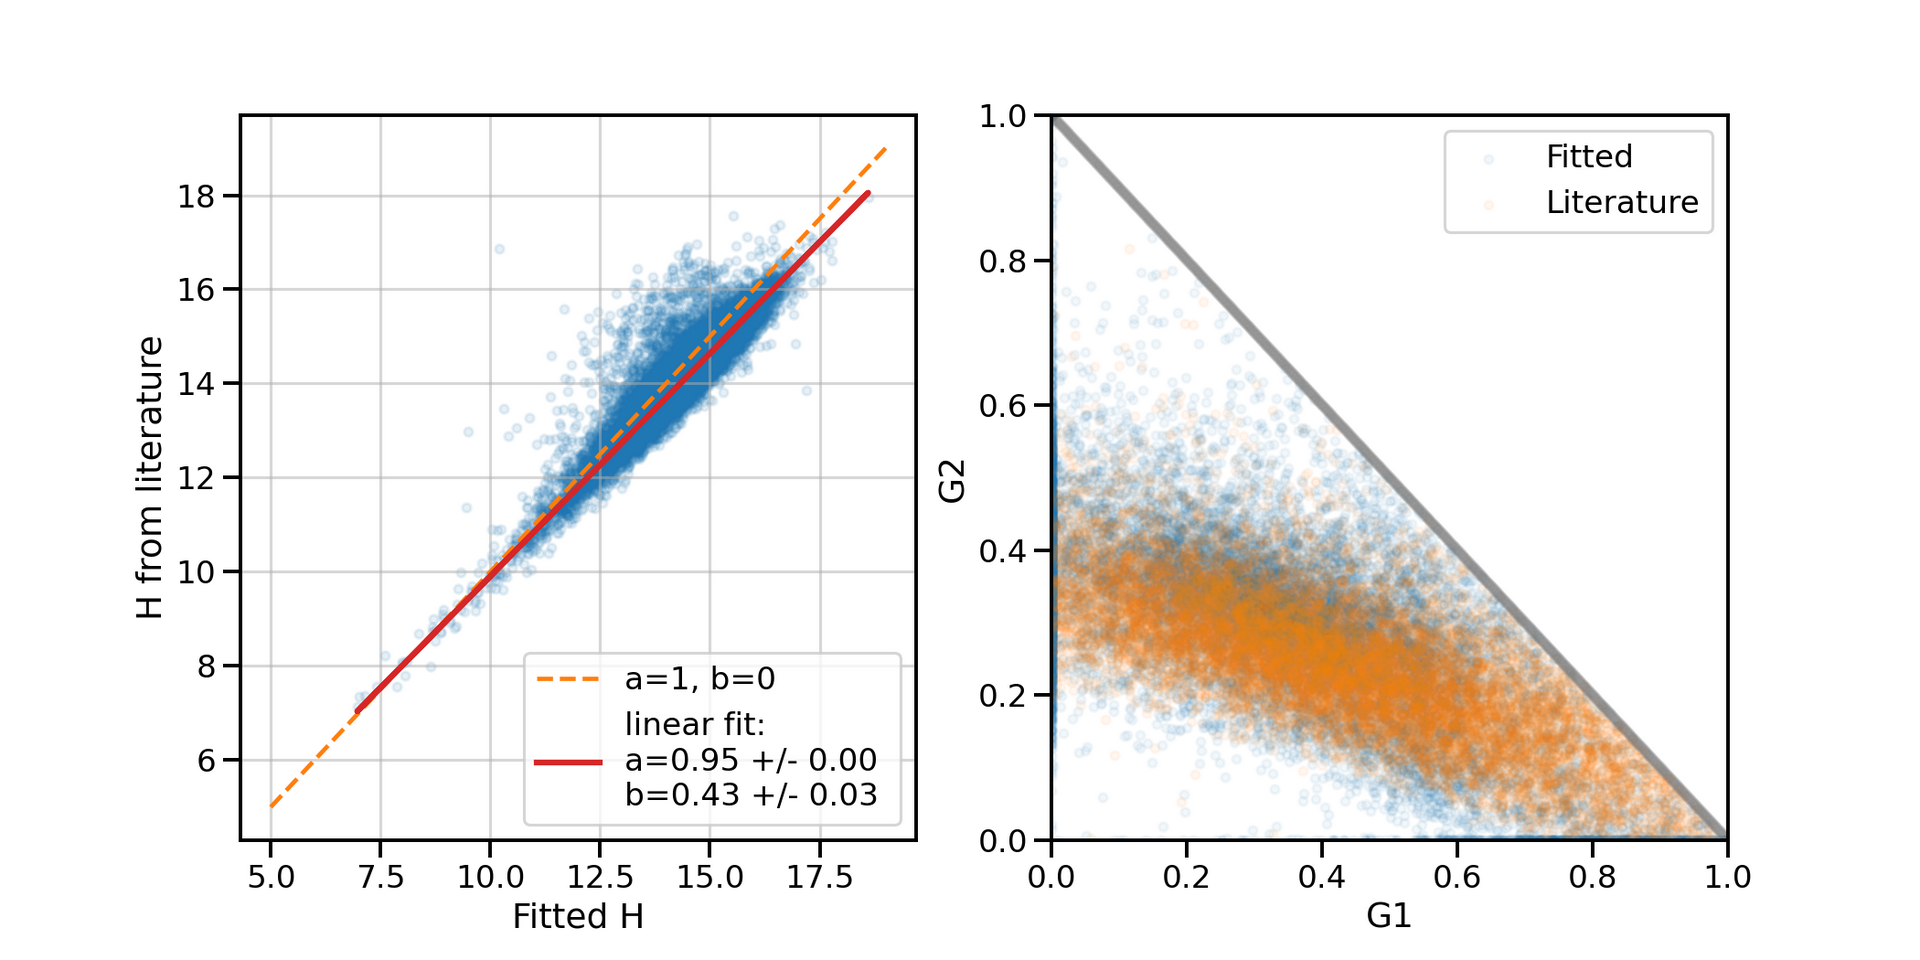 18
16
14
12
10
8
6
H from literature
5.0
7.5
10.0
12.5
15.0
17.5
Fitted H
a=1, b=0
linear fit:
a=0.95 +/- 0.00
b=0.43 +/- 0.03
1.0
0.8
0.6
0.4
0.2
0.0
G2
0.0
0.2
0.4
0.6
0.8
1.0
G1
Fitted
Literature